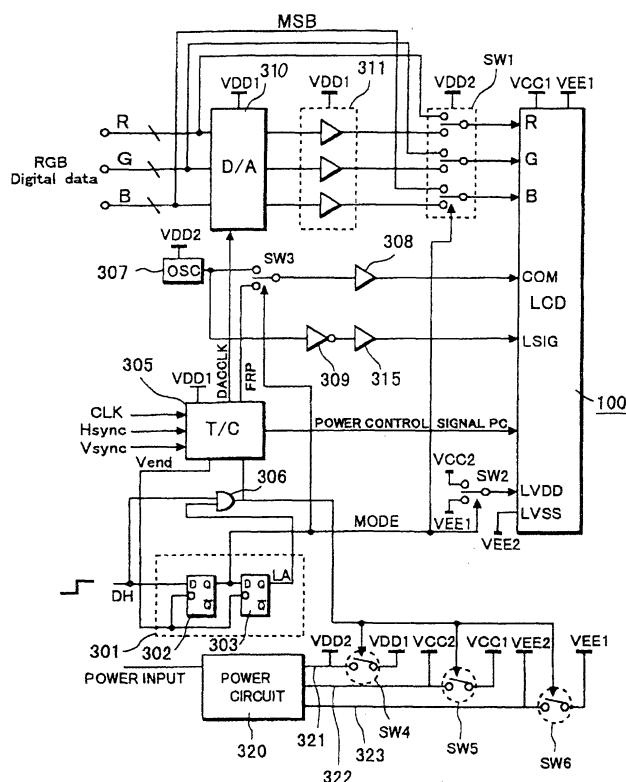 MSB
310
VDD1
VDD1
311
VDD2
SW1
VCC1 VEE1
R
G
B
RGB
Digital data
D/A
R
G
B
VDD2
307
OSC
SW3
308
COM
LCD
309
315
LSIG
DACCLK
FRP
305
VDD1
CLK
Hsync
Vsync
T/C
POWER CONTROL SIGNAL PC
100
Vend
306
VCC2
SW2
LVDD
VEE1
LVSS
MODE
VEE2
DH
D Q
Q
D Q
Q
LA
301
302
303
VDD2
VDD1
VCC2
VCC1
VEE2
VEE1
POWER INPUT
POWER
CIRCUIT
320
321
322
323
SW4
SW5
SW6